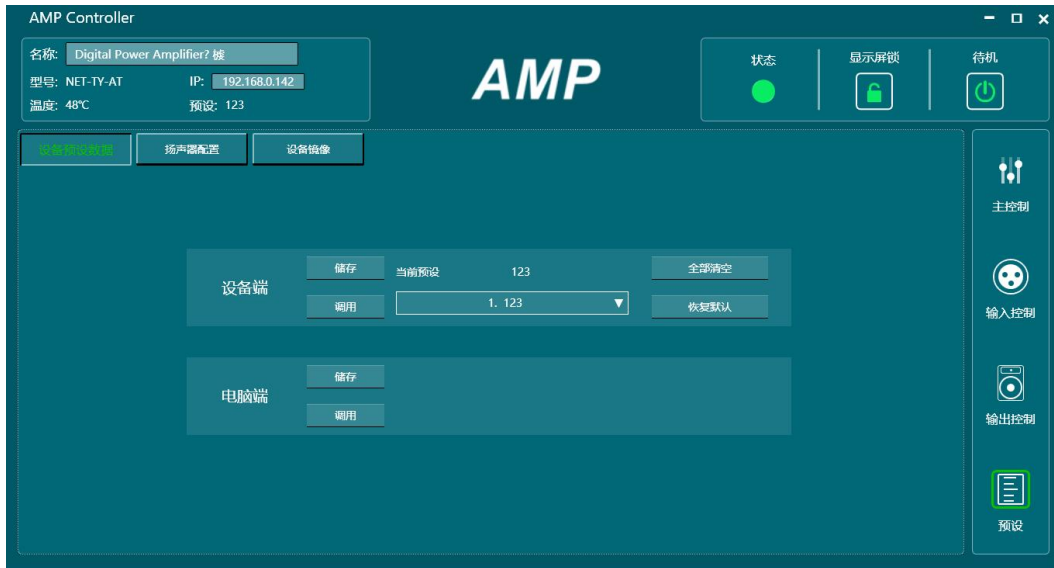 AMP Controller
名称: Digital Power Amplifier? 棱
型号: NET-TY-AT IP: 192.168.0.142
温度: 48℃ 预设: 123
AMP
状态
显示屏锁
待机
设备预设数据 扬声器配置 设备镜像
设备端
储存 当前预设 123 全部清空
调用 1. 123 恢复默认
电脑端
储存
调用
主控制
输入控制
输出控制
预设